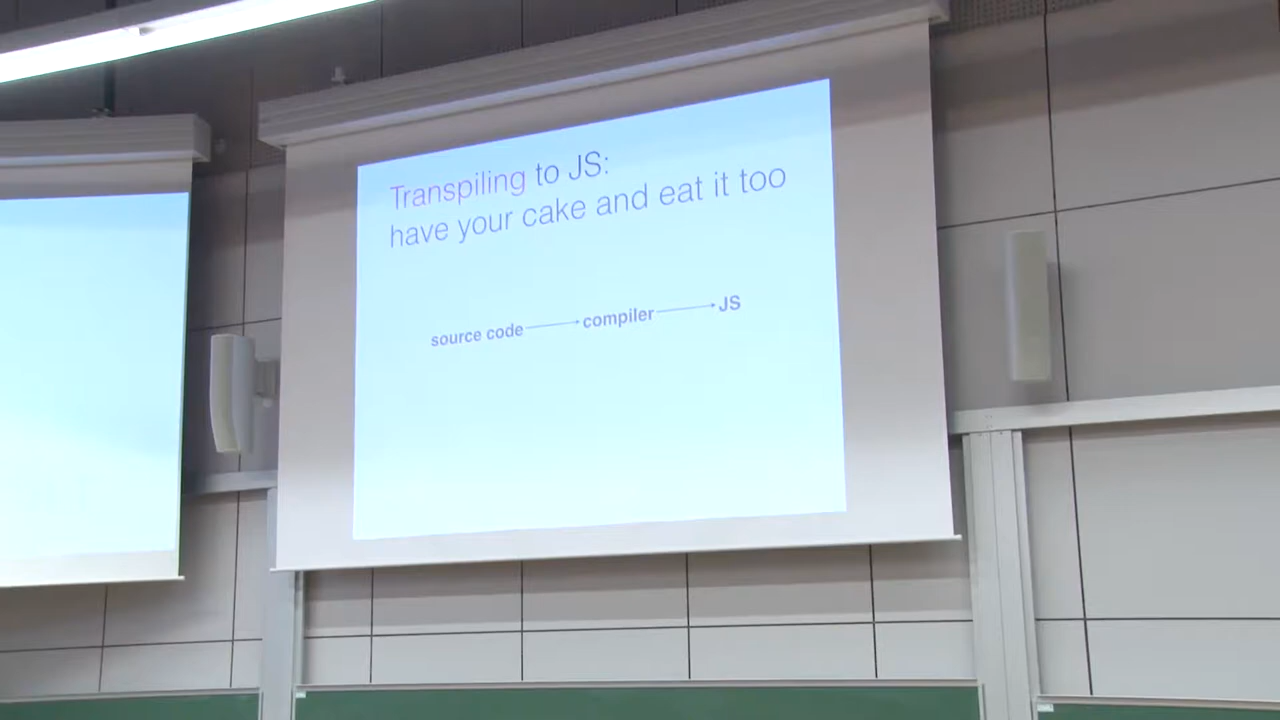 Transpiling to JS:
have your cake and eat it too
source code compiler JS